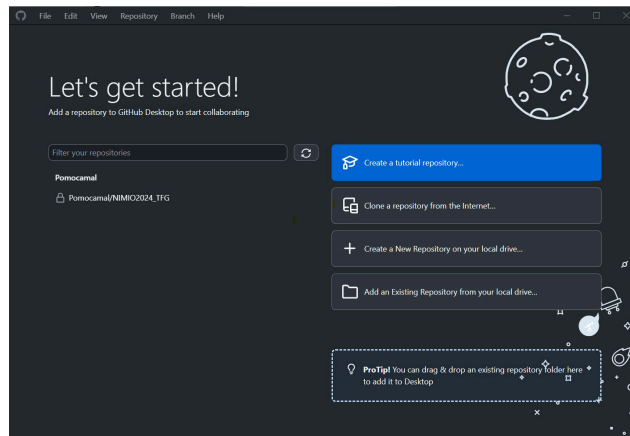 File Edit View Repository Branch Help
Let's get started!
Add a repository to GitHub Desktop to start collaborating
Filter your repositories
Pomocamal
Pomocamal/NIMIO2024_TFG
Create a tutorial repository...
Clone a repository from the Internet...
Create a New Repository on your local drive...
Add an Existing Repository from your local drive...
ProTip! You can drag & drop an existing repository folder here
to add it to Desktop